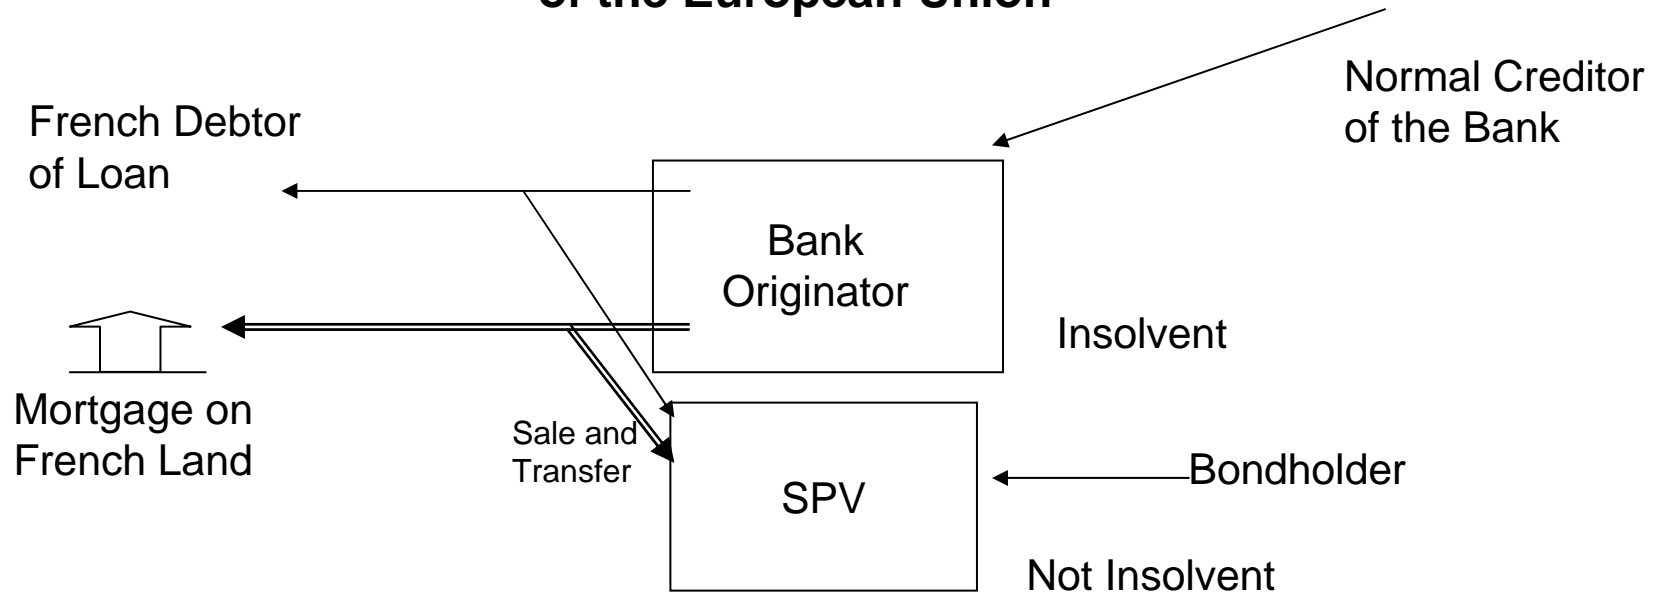 of the European Union
Normal Creditor
of the Bank
French Debtor
of Loan
Bank
Originator
Insolvent
Mortgage on
French Land
Sale and
Transfer
SPV
Bondholder
Not Insolvent